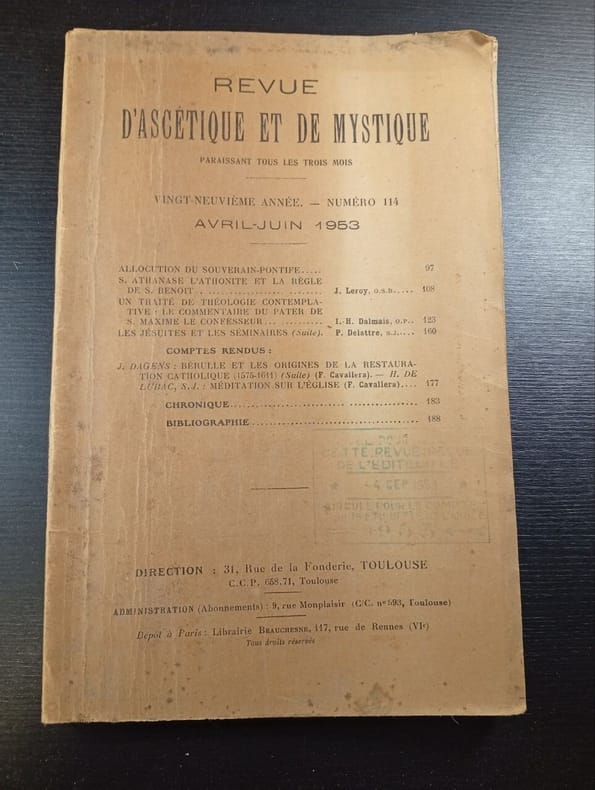 REVUE
D'ASCÉTIQUE ET DE MYSTIQUE
PARAISSANT TOUS LES TROIS MOIS
VINGT-NEUVIÈME ANNÉE. — NUMÉRO 114
AVRIL-JUIN 1953
ALLOCUTION DU SOUVERAIN-PONTIFE..... 97
S. ATHANASE L'ATHONITE ET LA RÈGLE
DE S. BENOIT ........................ J. Leroy, O.S.B..... 108
UN TRAITÉ DE THÉOLOGIE CONTEMPLA-
TIVE : LE COMMENTAIRE DU PATER DE
S. MAXIME LE CONFESSEUR ............ I.-H. Dalmais, O.P.. 123
LES JÉSUITES ET LES SÉMINAIRES (Suite). P. Delattre, S.J..... 160
COMPTES RENDUS :
J. DAGENS : BÉRULLE ET LES ORIGINES DE LA RESTAURA-
TION CATHOLIQUE (1575-1611) (Suite) (F. Cavallera). — H. DE
LUBAC, S.J. : MÉDITATION SUR L'ÉGLISE (F. Cavallera).... 177
CHRONIQUE........................................ 183
BIBLIOGRAPHIE .................................... 188
CETTE REVUE
DE L'ÉDIT
DIRECTION : 31, Rue de la Fonderie, TOULOUSE
C.C.P. 658.71, Toulouse
ADMINISTRATION (Abonnements) : 9, rue Monplaisir (C/C. n° 593, Toulouse)
Dépôt à Paris : Librairie BEAUCHESNE, 117, rue de Rennes (VIe)
Tous droits réservés